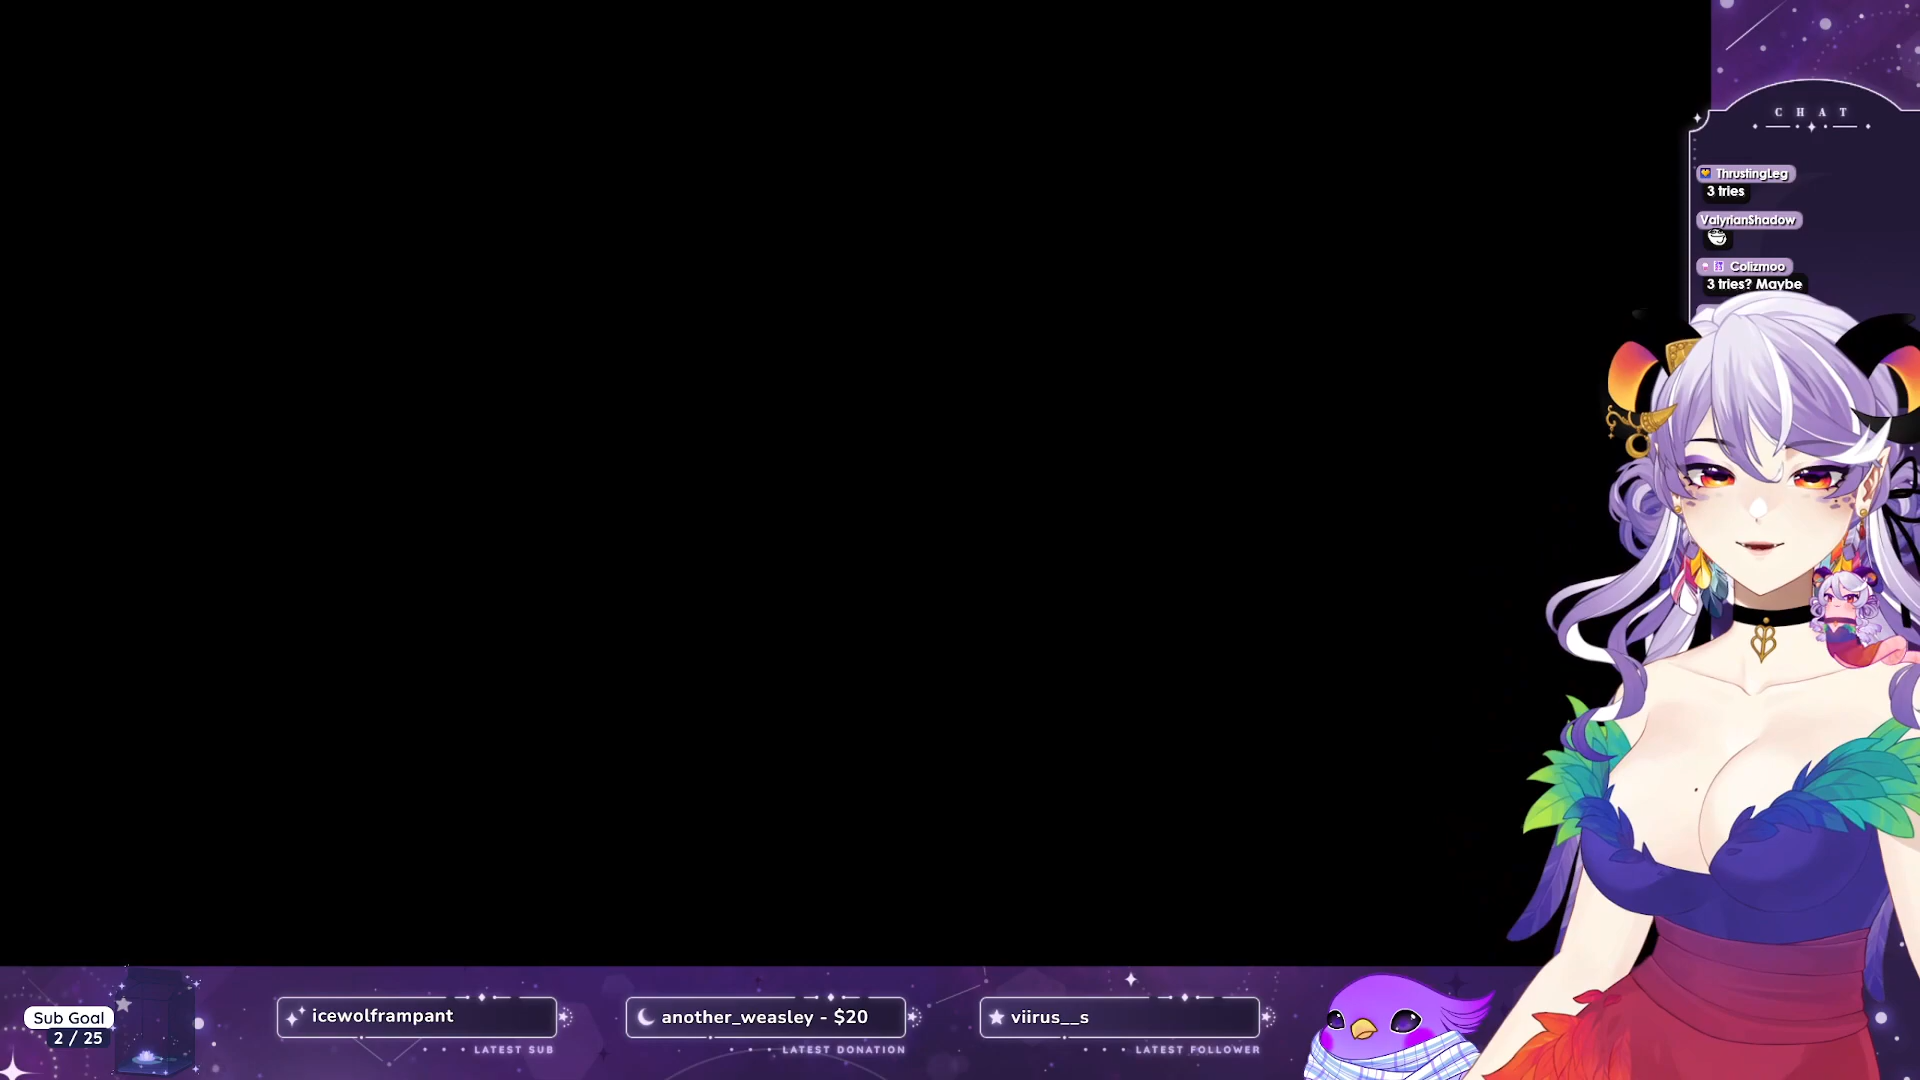 CHAT
ThrustingLeg
3 tries
ValyrianShadow
Colizmoo
3 tries? Maybe
Sub Goal
2 / 25
icewolframpant
LATEST SUB
another_weasley - $20
LATEST DONATION
viirus__s
LATEST FOLLOWER